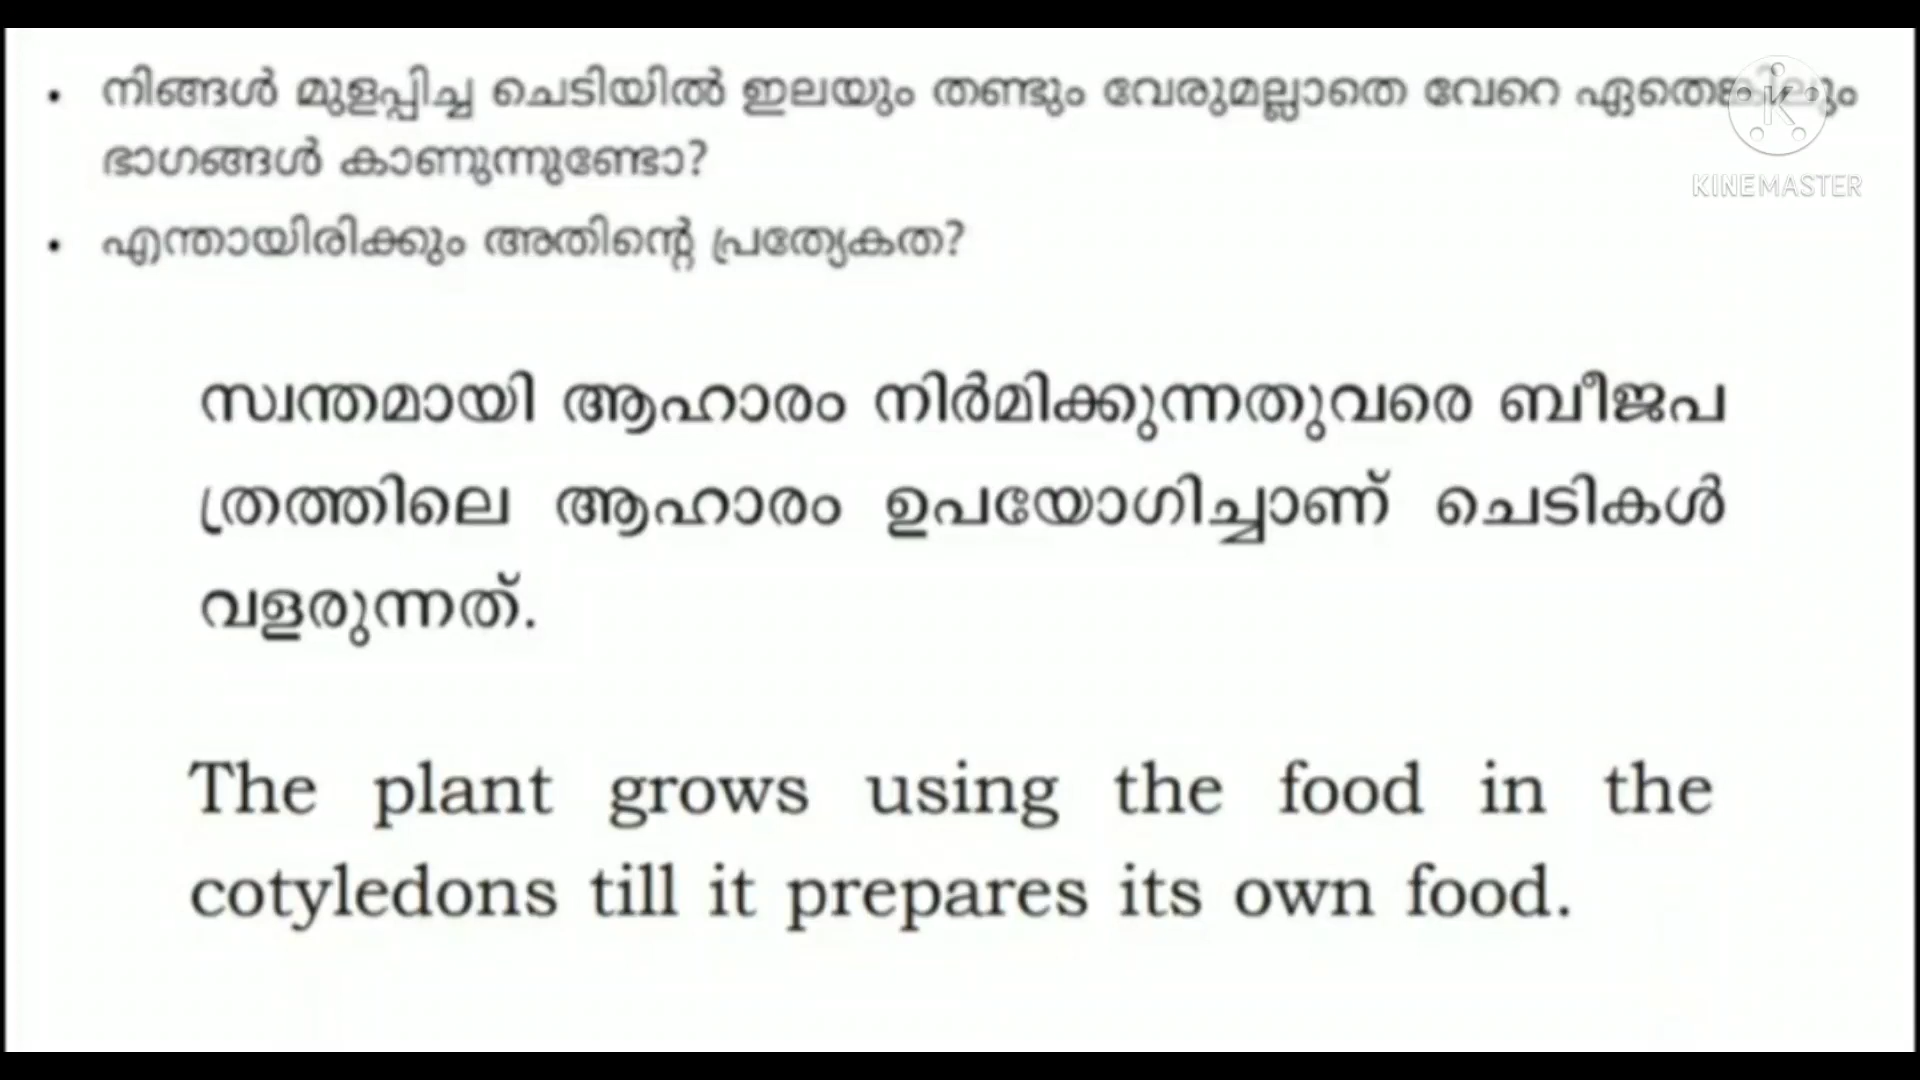 • നിങ്ങൾ മുളപ്പിച്ച ചെടിയിൽ ഇലയും തണ്ടും വേരുമല്ലാതെ വേറെ ഏതെങ്കിലും
ഭാഗങ്ങൾ കാണുന്നുണ്ടോ?
• എന്തായിരിക്കും അതിന്റെ പ്രത്യേകത?
K
KINEMASTER
സ്വന്തമായി ആഹാരം നിർമിക്കുന്നതുവരെ ബീജപ
ത്രത്തിലെ ആഹാരം ഉപയോഗിച്ചാണ് ചെടികൾ
വളരുന്നത്.
The plant grows using the food in the
cotyledons till it prepares its own food.